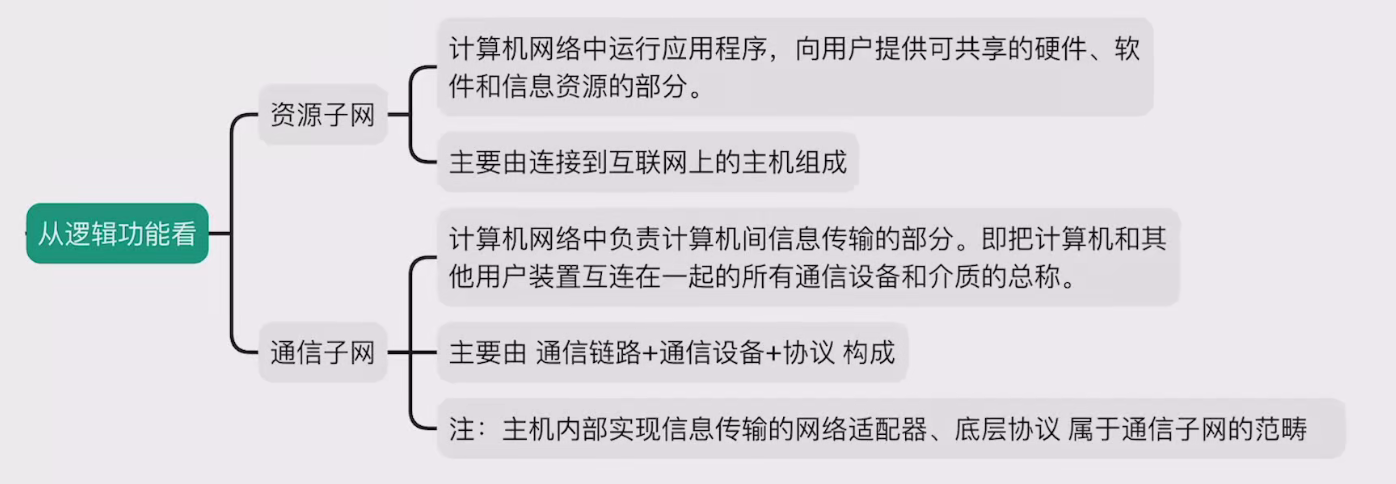 计算机网络中运行应用程序，向用户提供可共享的硬件、软
件和信息资源的部分。
资源子网
主要由连接到互联网上的主机组成
从逻辑功能看
计算机网络中负责计算机间信息传输的部分。即把计算机和其
他用户装置互连在一起的所有通信设备和介质的总称。
通信子网
主要由 通信链路+通信设备+协议 构成
注：主机内部实现信息传输的网络适配器、底层协议 属于通信子网的范畴